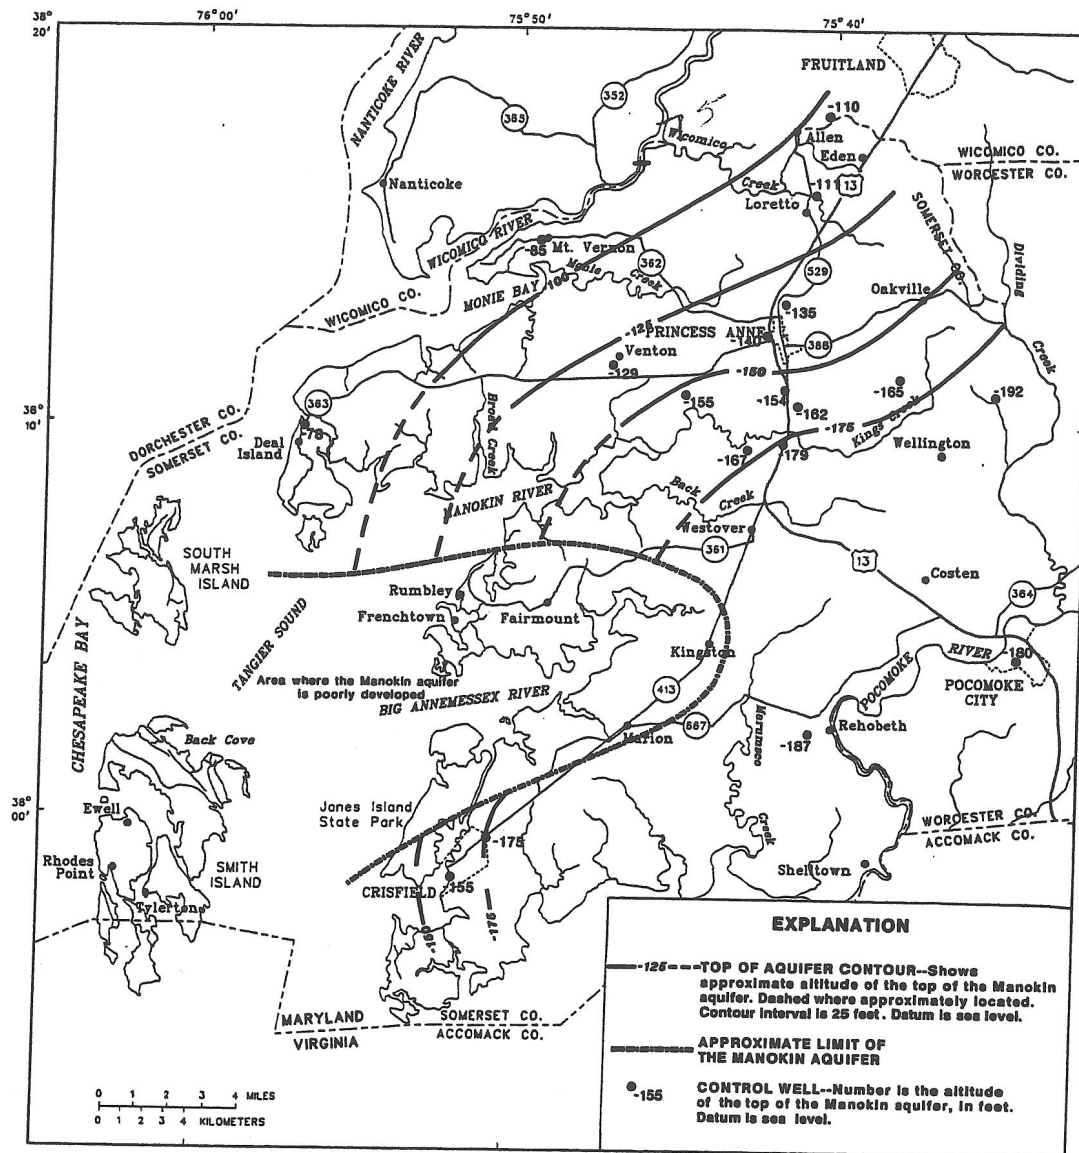 38°
20'
76° 00'
75° 50'
75° 40'
FRUITLAND
NANTICOKE RIVER
352
385
-110
Wicomico
Allen
Eden
WICOMICO CO.
WORCESTER CO.
Nanticoke
Creek
-111
13
Loretto
SOMERSET CO.
Dividing
Creek
WICOMICO RIVER
-85
Mt. Vernon
362
Monie
Creek
529
MONIE BAY
-100
WICOMICO CO.
Oakville
-135
-125
PRINCESS ANNE
-140
388
Venton
-129
-150
-155
-154
-162
-165
-192
363
-78
Deal
Island
Broad Creek
38°
10'
DORCHESTER CO.
SOMERSET CO.
-175
Kings Creek
Wellington
-167
-179
Back
Creek
MANOKIN RIVER
Westover
361
13
SOUTH
MARSH
ISLAND
Costen
364
Rumbley
Frenchtown
Fairmount
TANGIER SOUND
Kingston
POCOMOKE
RIVER
-180
POCOMOKE
CITY
CHESAPEAKE BAY
Area where the Manokin aquifer
is poorly developed
BIG ANNEMESSEX RIVER
413
667
Marion
Marumsco
Creek
-187
Rehobeth
Back Cove
38°
00'
Ewell
Janes Island
State Park
-175
WORCESTER CO.
ACCOMACK CO.
Rhodes
Point
SMITH
ISLAND
CRISFIELD
-155
Shelltown
Tylerton
-150
-175
MARYLAND
VIRGINIA
SOMERSET CO.
ACCOMACK CO.
0 1 2 3 4 MILES
0 1 2 3 4 KILOMETERS
EXPLANATION
-125 TOP OF AQUIFER CONTOUR--Shows
approximate altitude of the top of the Manokin
aquifer. Dashed where approximately located.
Contour interval is 25 feet. Datum is sea level.
APPROXIMATE LIMIT OF
THE MANOKIN AQUIFER
-155 CONTROL WELL--Number is the altitude
of the top of the Manokin aquifer, in feet.
Datum is sea level.